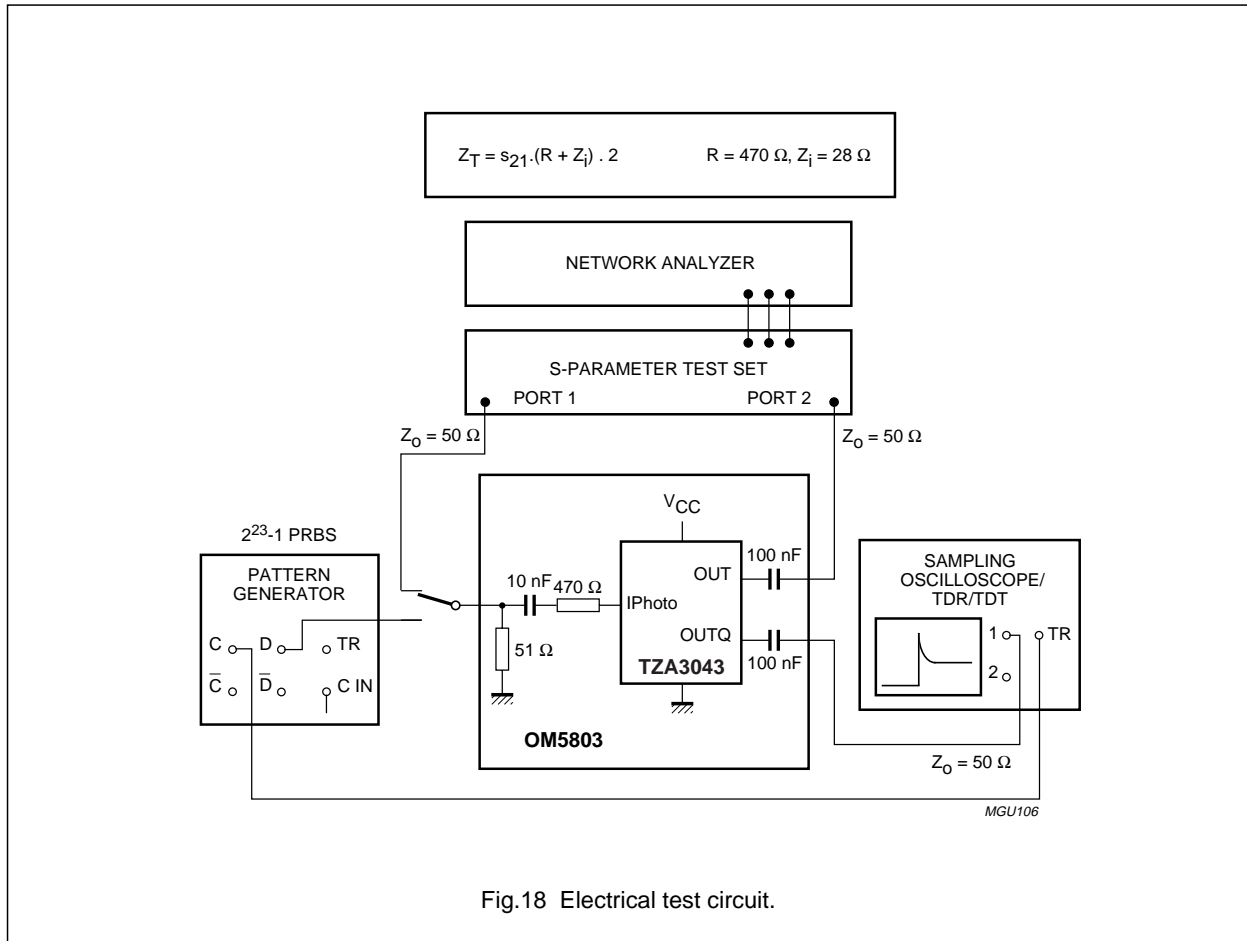 Z_T = s_21.(R + Z_i) . 2 R = 470 Ω, Z_i = 28 Ω
NETWORK ANALYZER
S-PARAMETER TEST SET
PORT 1 PORT 2
Z_o = 50 Ω Z_o = 50 Ω
2^23-1 PRBS
PATTERN
GENERATOR
C D TR
C̅ D̅ C IN
10 nF 470 Ω
51 Ω
V_CC
IPhoto
OUT
OUTQ
TZA3043
100 nF
100 nF
OM5803
SAMPLING
OSCILLOSCOPE/
TDR/TDT
1 TR
2
Z_o = 50 Ω
MGU106
Fig.18 Electrical test circuit.